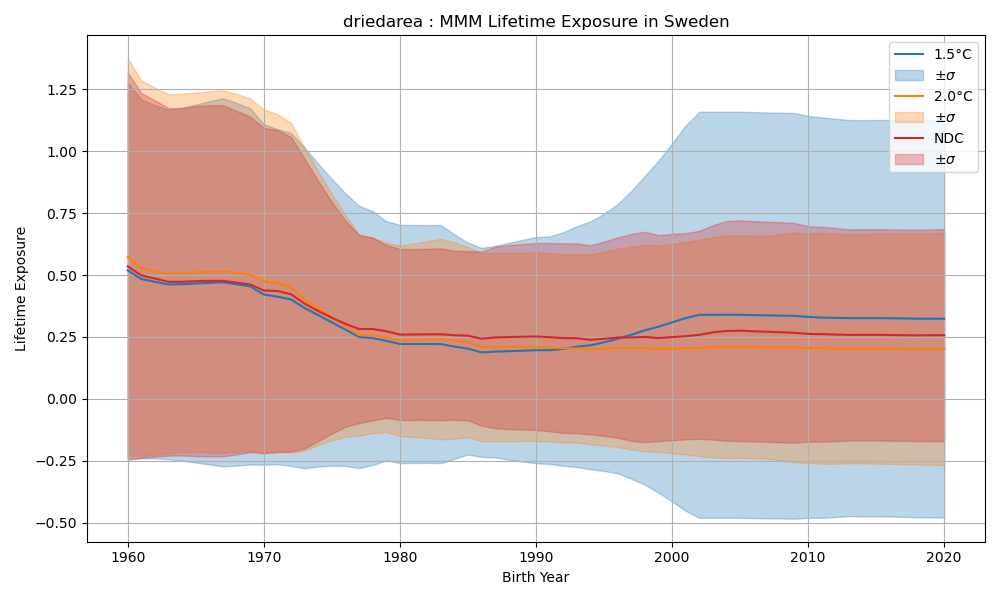 driedarea : MMM Lifetime Exposure in Sweden
Lifetime Exposure
1.25
1.00
0.75
0.50
0.25
0.00
−0.25
−0.50
1960
1970
1980
1990
2000
2010
2020
Birth Year
1.5°C
±σ
2.0°C
±σ
NDC
±σ